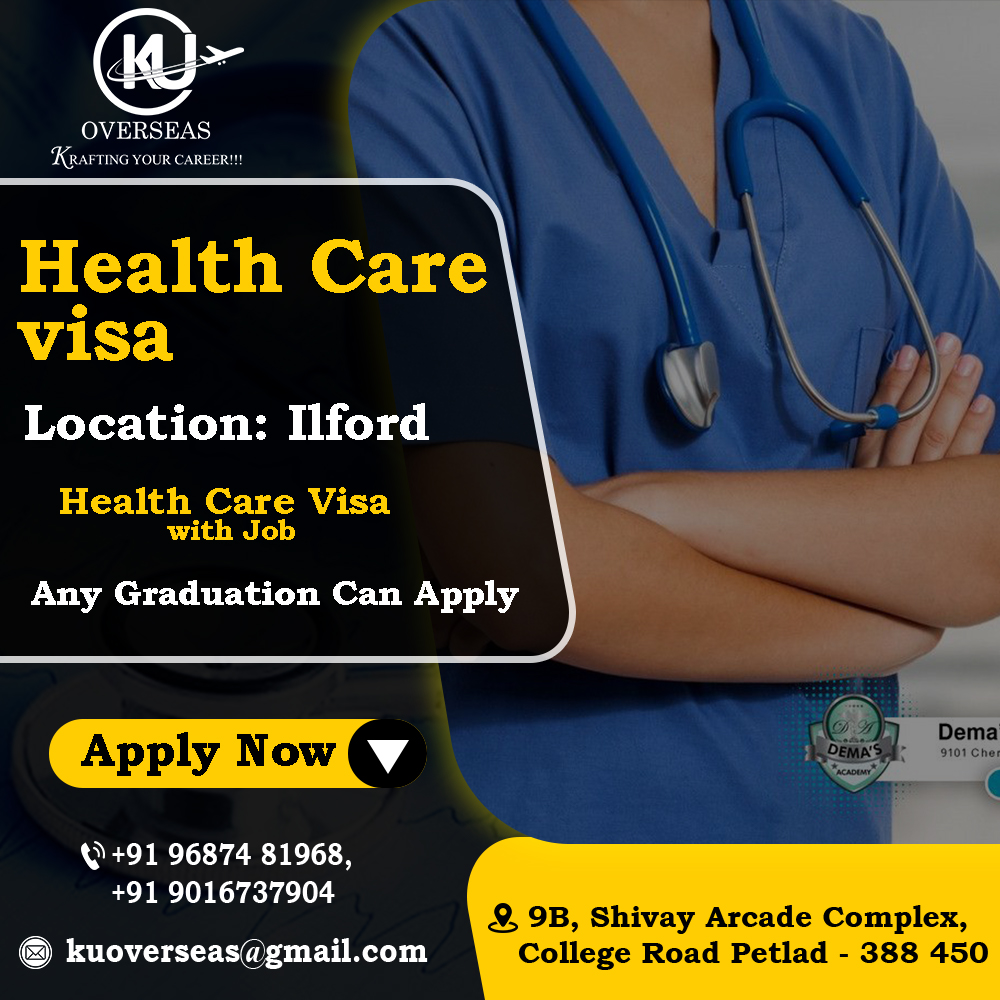 KU
OVERSEAS
KRAFTING YOUR CAREER!!!
Health Care
visa
Location: Ilford
Health Care Visa
with Job
Any Graduation Can Apply
Apply Now
D A
DEMA'S
ACADEMY
Dema'
9101 Cher
+91 96874 81968,
+91 9016737904
kuoverseas@gmail.com
9B, Shivay Arcade Complex,
College Road Petlad - 388 450